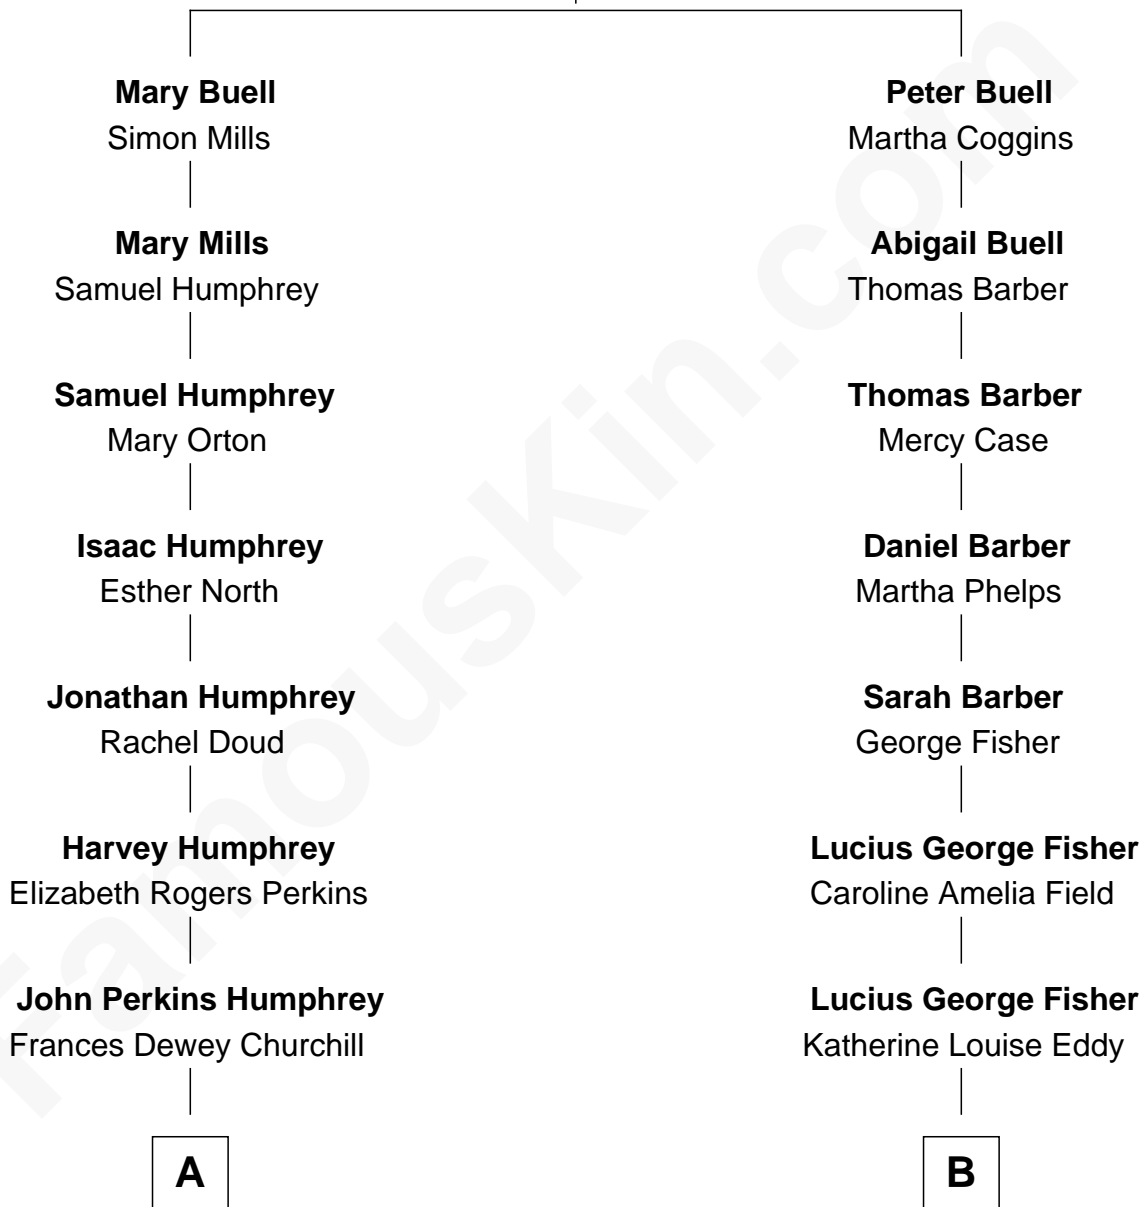 Mary Buell
Simon Mills
Mary Mills
Samuel Humphrey
Samuel Humphrey
Mary Orton
Isaac Humphrey
Esther North
Jonathan Humphrey
Rachel Doud
Harvey Humphrey
Elizabeth Rogers Perkins
John Perkins Humphrey
Frances Dewey Churchill
A
Peter Buell
Martha Coggins
Abigail Buell
Thomas Barber
Thomas Barber
Mercy Case
Daniel Barber
Martha Phelps
Sarah Barber
George Fisher
Lucius George Fisher
Caroline Amelia Field
Lucius George Fisher
Katherine Louise Eddy
B
FamousKin.com